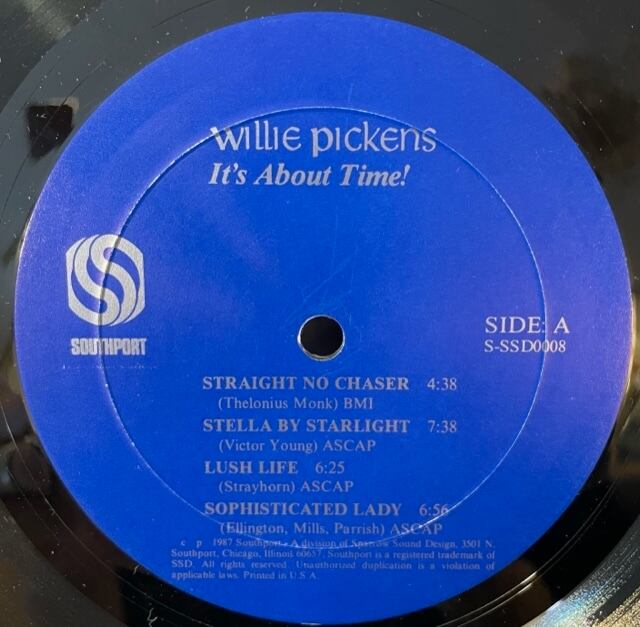 Willie Pickens
It's About Time!
SOUTHPORT
SIDE: A
S-SSD0008
STRAIGHT NO CHASER 4:38
(Thelonius Monk) BMI
STELLA BY STARLIGHT 7:38
(Victor Young) ASCAP
LUSH LIFE 6:25
(Strayhorn) ASCAP
SOPHISTICATED LADY 6:56
(Ellington, Mills, Parrish) ASCAP
c p 1987 Southport - A division of Sparrow Sound Design, 3501 N.
Southport, Chicago, Illinois 60657. Southport is a registered trademark of
SSD. All rights reserved. Unauthorized duplication is a violation of
applicable laws. Printed in U.S.A.